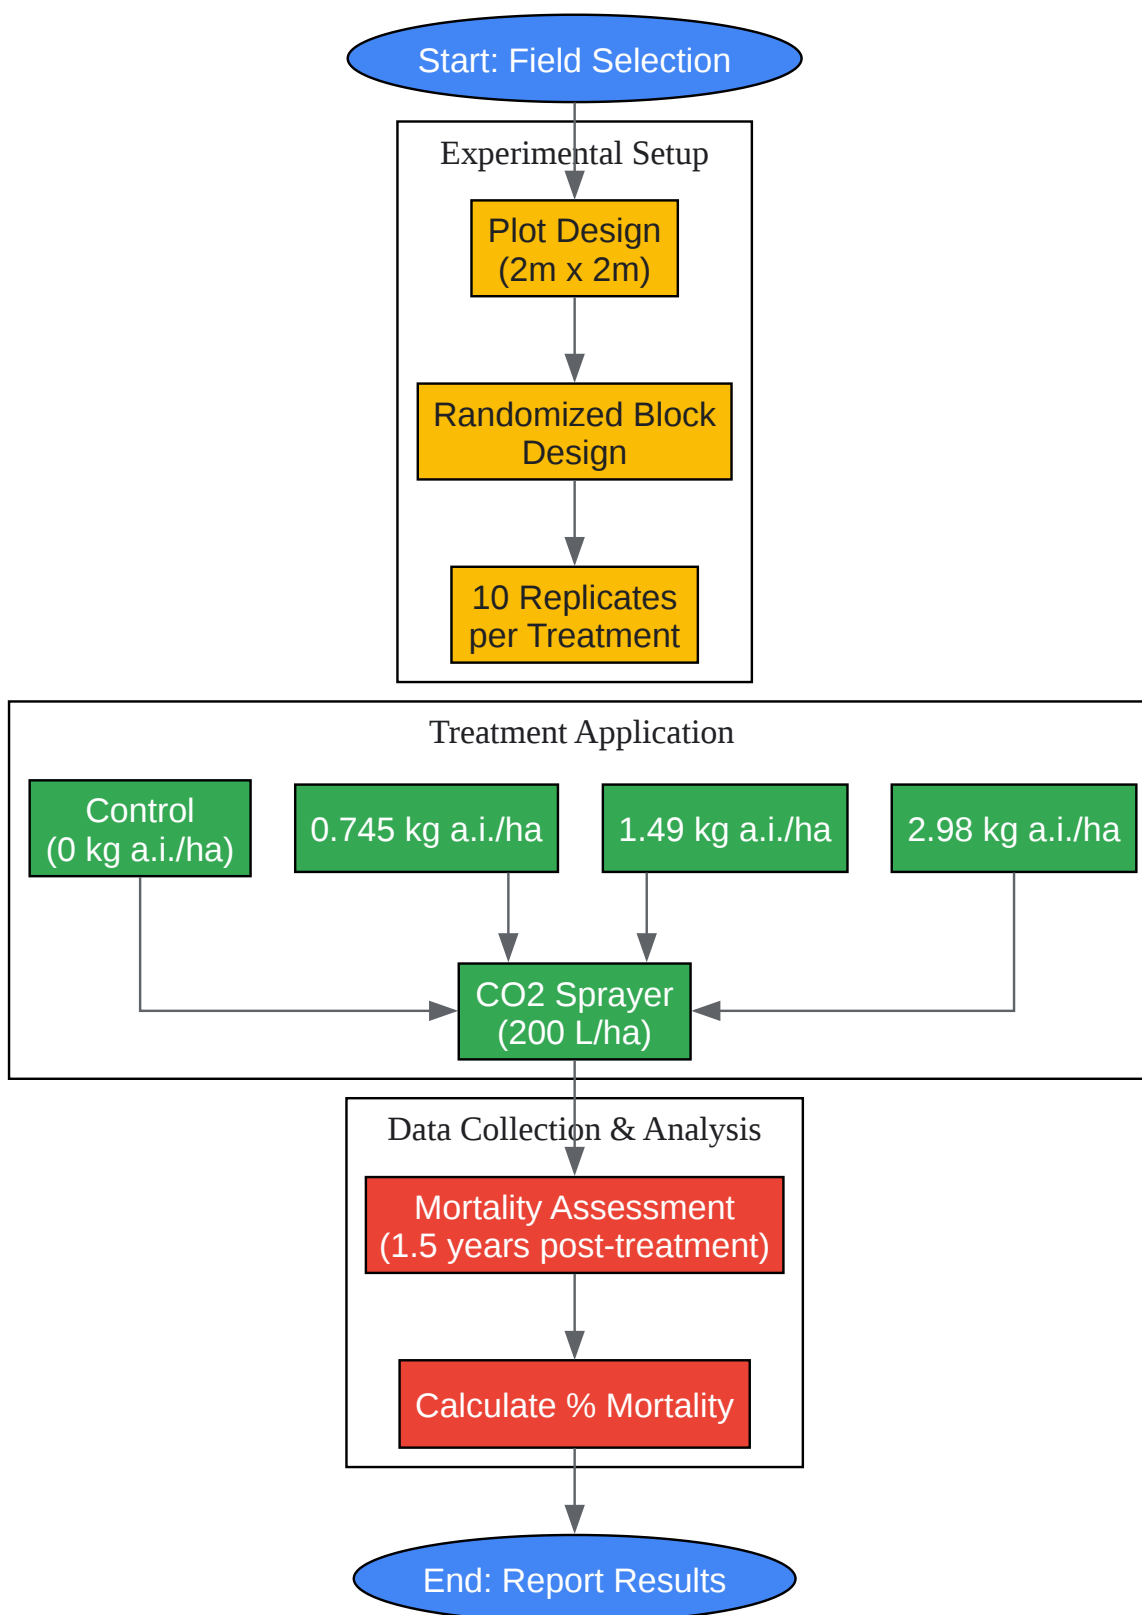 Start: Field Selection
Experimental Setup
Plot Design
(2m x 2m)
Randomized Block
Design
10 Replicates
per Treatment
Treatment Application
Control
(0 kg a.i./ha)
0.745 kg a.i./ha
1.49 kg a.i./ha
2.98 kg a.i./ha
CO2 Sprayer
(200 L/ha)
Data Collection & Analysis
Mortality Assessment
(1.5 years post-treatment)
Calculate % Mortality
End: Report Results